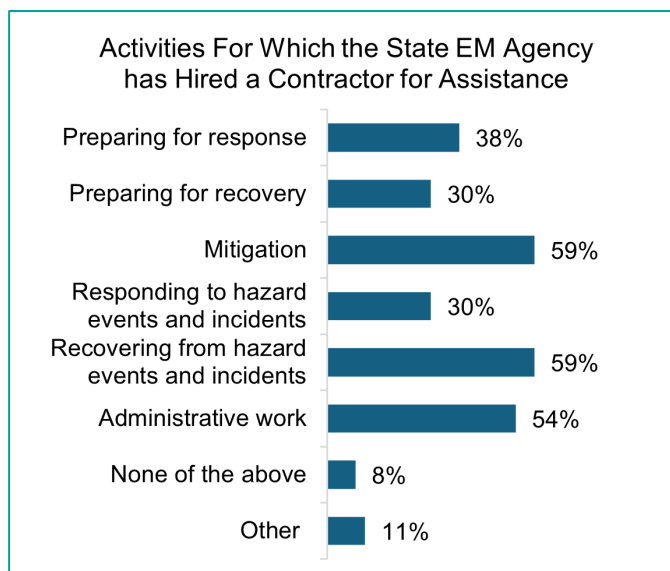 Activities For Which the State EM Agency
has Hired a Contractor for Assistance
Preparing for response 38%
Preparing for recovery 30%
Mitigation 59%
Responding to hazard
events and incidents 30%
Recovering from hazard
events and incidents 59%
Administrative work 54%
None of the above 8%
Other 11%